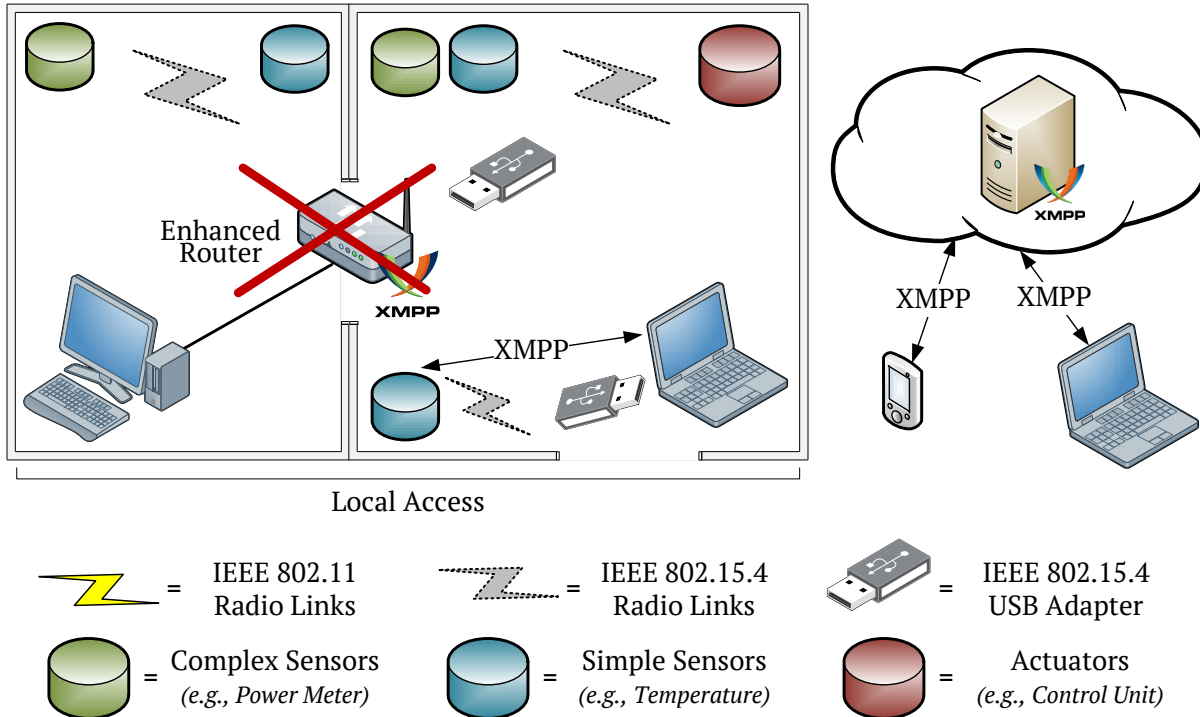 Enhanced
Router
XMPP
XMPP
XMPP
XMPP
XMPP
Local Access
= IEEE 802.11
Radio Links
= IEEE 802.15.4
Radio Links
= IEEE 802.15.4
USB Adapter
= Complex Sensors
(e.g., Power Meter)
= Simple Sensors
(e.g., Temperature)
= Actuators
(e.g., Control Unit)